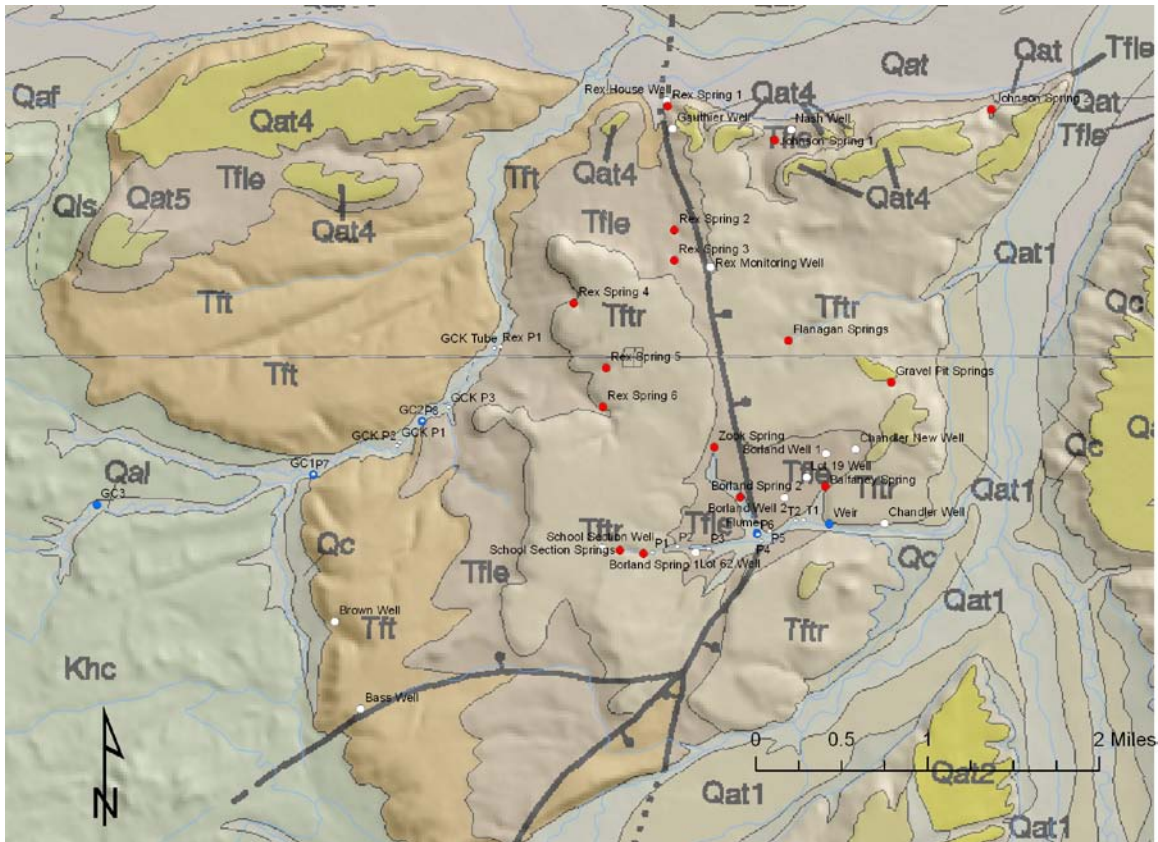 Qat
Qat
Tfle
Qaf
Rex House Well
Rex Spring 1
Qat4
Qat
Qat4
Gauthier Well
Nash Well
Johnson Spring 2
Tfle
Tfle
Johnson Spring 1
Qls
Qat5
Tfle
Qat4
Tft
Qat4
Qat4
Tfle
Rex Spring 2
Rex Spring 3
Rex Monitoring Well
Qat1
Tft
Rex Spring 4
Tftr
Tftr
Qc
Flanagan Springs
GCK Tube
Rex P1
Tft
Rex Spring 5
Gravel Pit Springs
GCK P3
Rex Spring 6
GC2P8
GCK P2
GCK P1
Zook Spring
Chandler New Well
Borland Well 1
Qc
Qal
GC1P7
Tfle
Lot 19 Well
Balfaney Spring
Tftr
Qat1
GC3
Borland Spring 2
Borland Well 2
T2
T1
Weir
Chandler Well
Qc
Tftr
Tfle
Flume
P6
School Section Well
P1
P2
P3
P5
P4
School Section Springs
Borland Spring 1
Lot 62 Well
Qc
Tfle
Qat1
Brown Well
Tft
Tftr
Khc
Bass Well
0 0.5 1 2 Miles
Qat2
Qat1
N
Qat1